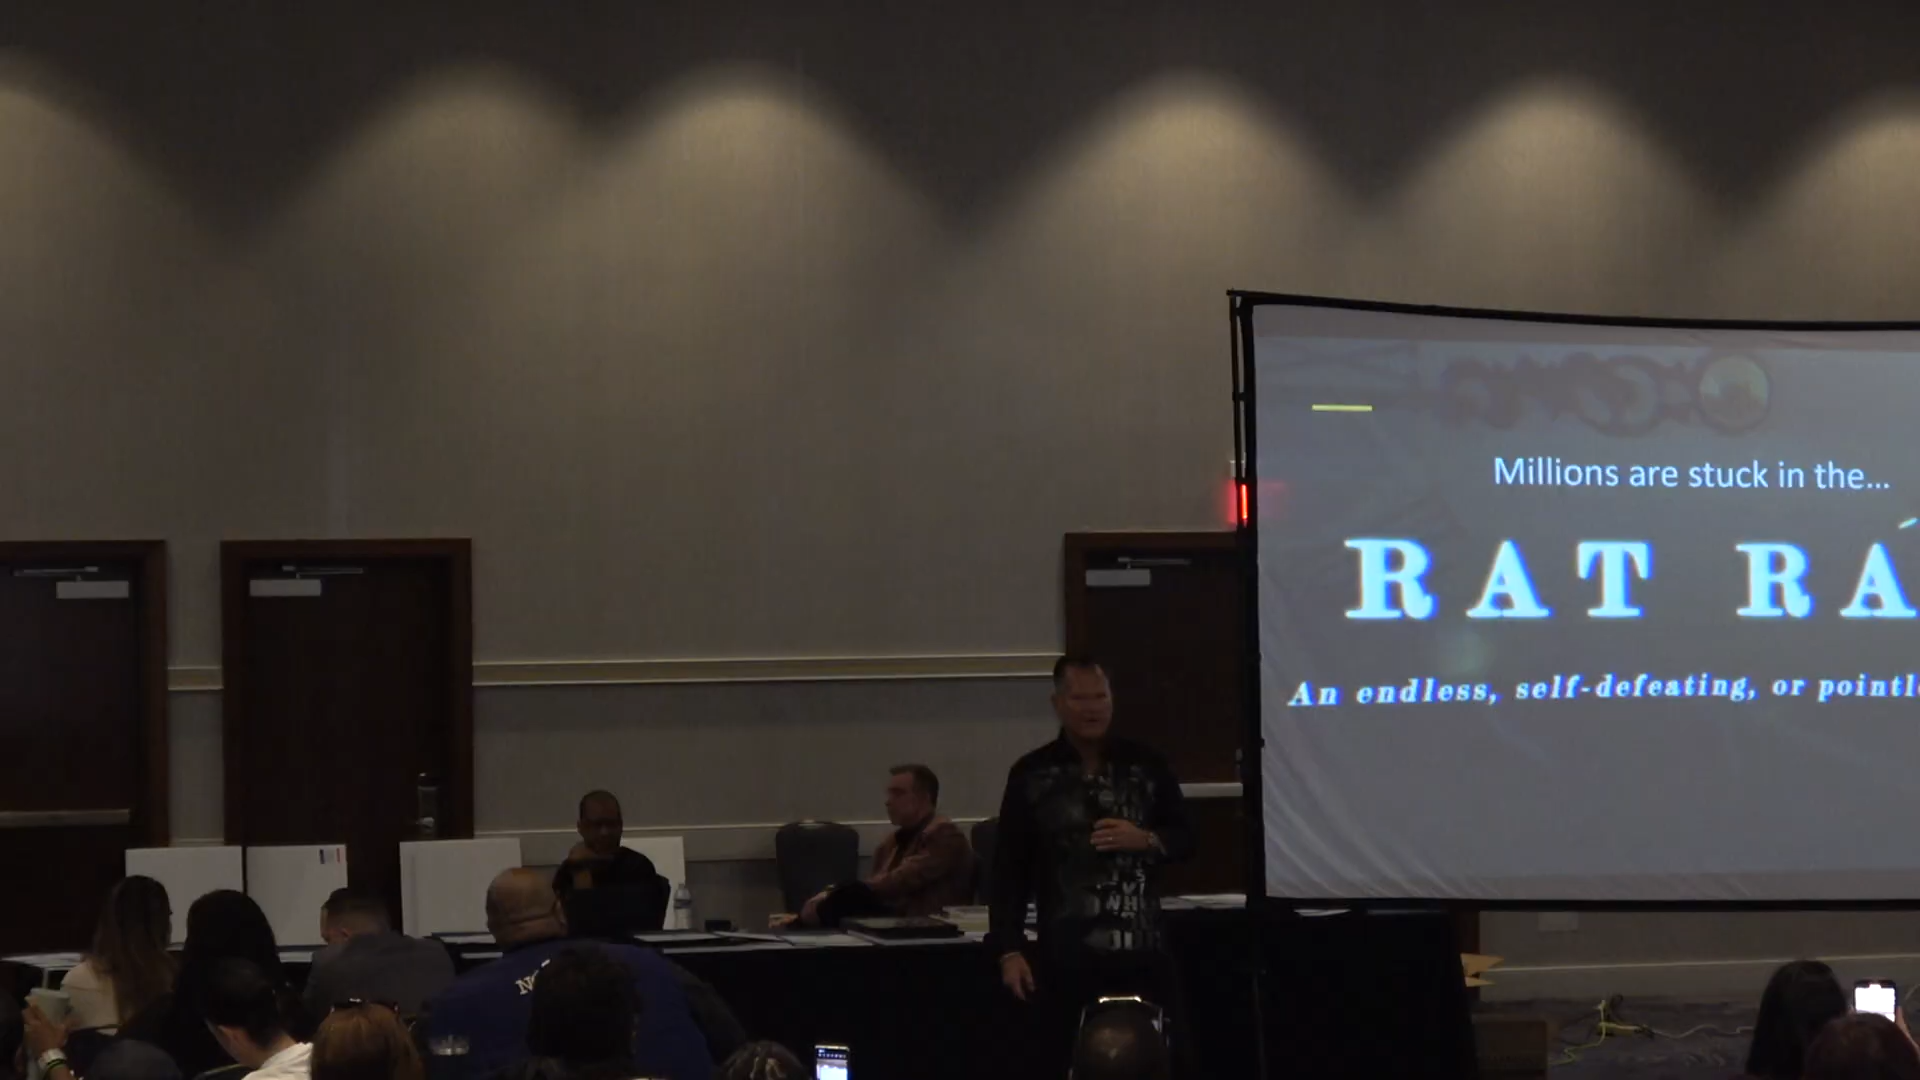 Millions are stuck in the...
RAT RA
An endless, self-defeating, or pointl